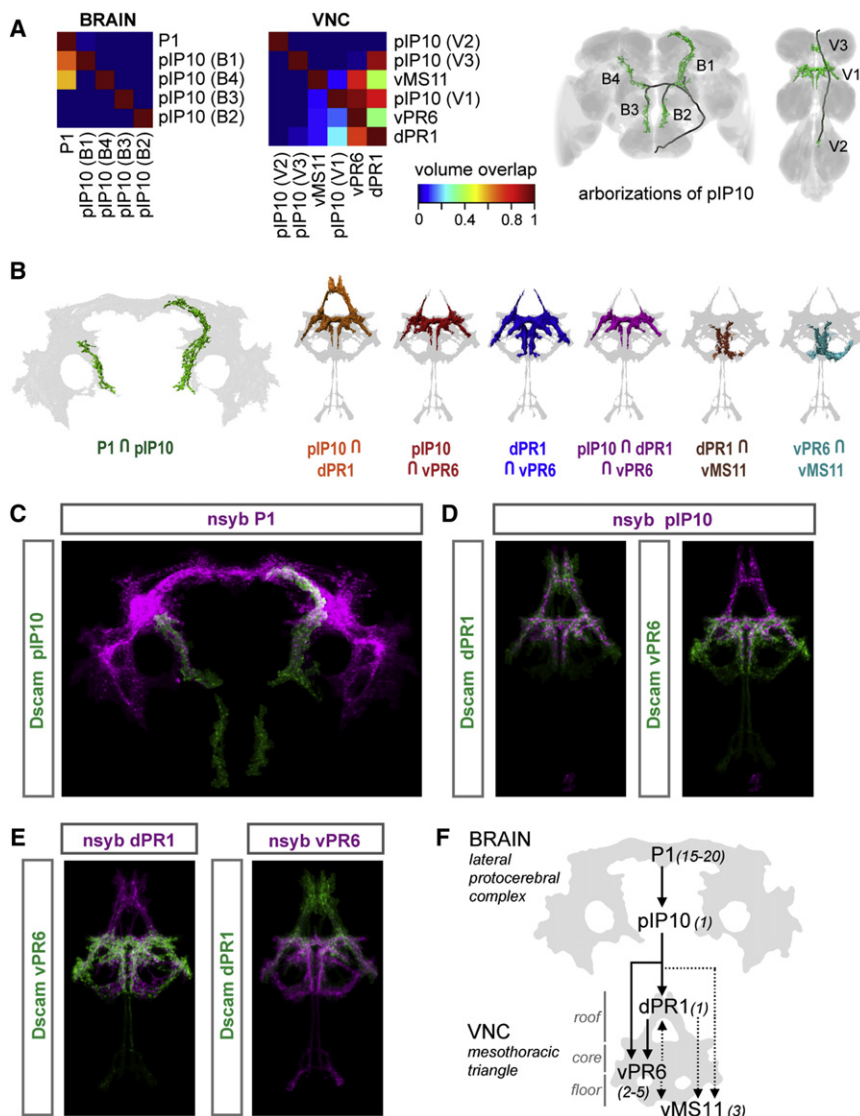 A
BRAIN
P1
pIP10 (B1)
pIP10 (B4)
pIP10 (B3)
pIP10 (B2)
P1
pIP10 (B1)
pIP10 (B4)
pIP10 (B3)
pIP10 (B2)
VNC
pIP10 (V2)
pIP10 (V3)
vMS11
pIP10 (V1)
vPR6
dPR1
pIP10 (V2)
pIP10 (V3)
vMS11
pIP10 (V1)
vPR6
dPR1
volume overlap
0 0.4 0.8 1
B4
B1
B3
B2
V3
V1
V2
arborizations of pIP10
B
P1 ∩ pIP10
pIP10 ∩
dPR1
pIP10
∩ vPR6
dPR1
∩ vPR6
pIP10 ∩ dPR1
∩ vPR6
dPR1 ∩
vMS11
vPR6 ∩
vMS11
C
nsyb P1
Dscam pIP10
D
nsyb pIP10
Dscam dPR1
Dscam vPR6
E
nsyb dPR1
nsyb vPR6
Dscam vPR6
Dscam dPR1
F
BRAIN
lateral
protocerebral
complex
P1(15-20)
pIP10(1)
VNC
mesothoracic
triangle
roof
core
floor
dPR1(1)
vPR6
(2-5)
vMS11(3)